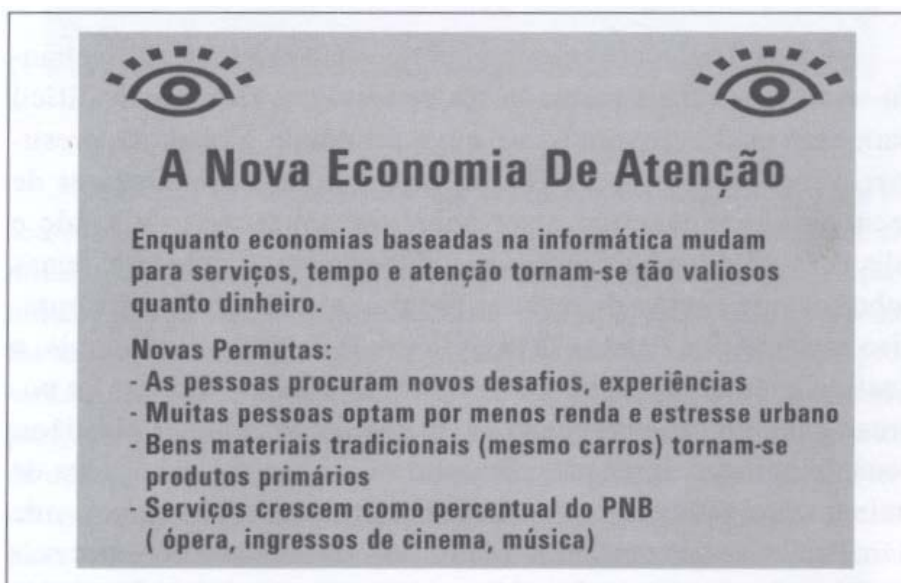 A Nova Economia De Atenção
Enquanto economias baseadas na informática mudam
para serviços, tempo e atenção tornam-se tão valiosos
quanto dinheiro.
Novas Permutas:
- As pessoas procuram novos desafios, experiências
- Muitas pessoas optam por menos renda e estresse urbano
- Bens materiais tradicionais (mesmo carros) tornam-se
produtos primários
- Serviços crescem como percentual do PNB
( ópera, ingressos de cinema, música)